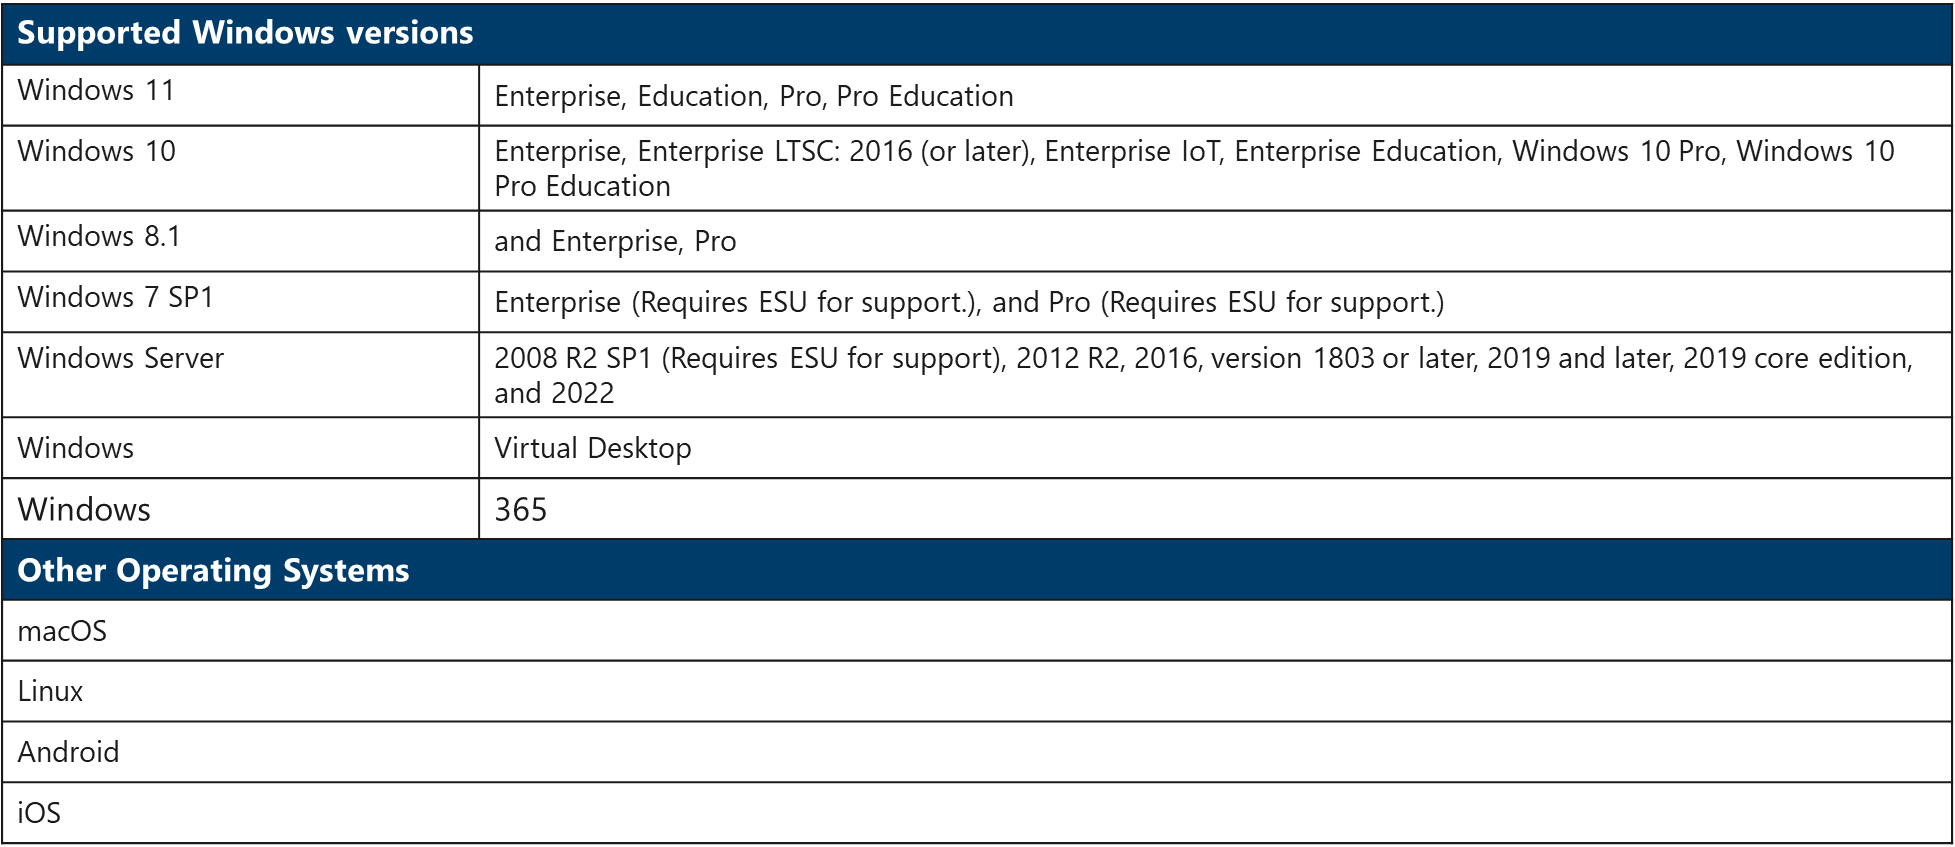 Supported Windows versions
Windows 11
Enterprise, Education, Pro, Pro Education
Windows 10
Enterprise, Enterprise LTSC: 2016 (or later), Enterprise IoT, Enterprise Education, Windows 10 Pro, Windows 10
Pro Education
Windows 8.1
and Enterprise, Pro
Windows 7 SP1
Enterprise (Requires ESU for support.), and Pro (Requires ESU for support.)
Windows Server
2008 R2 SP1 (Requires ESU for support), 2012 R2, 2016, version 1803 or later, 2019 and later, 2019 core edition,
and 2022
Windows
Virtual Desktop
Windows
365
Other Operating Systems
macOS
Linux
Android
iOS